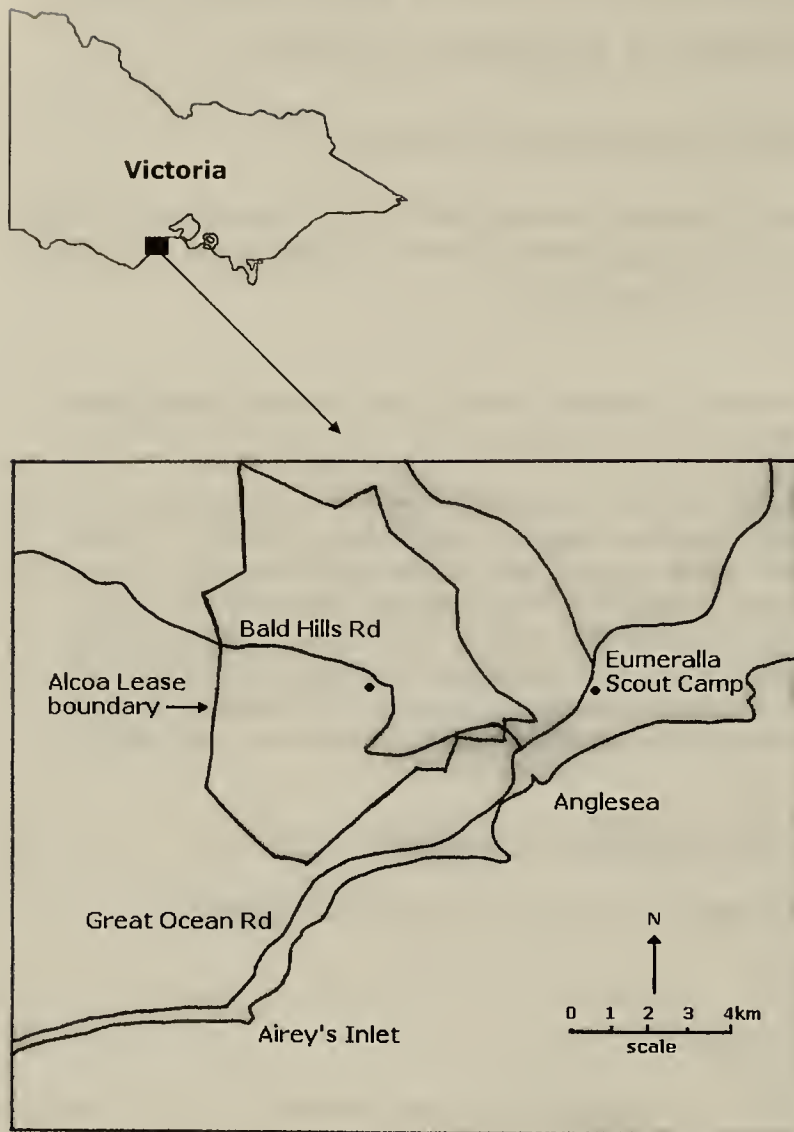 Victoria
Bald Hills Rd
Alcoa Lease
boundary
Eumeralla
Scout Camp
Anglesea
Great Ocean Rd
N
0 1 2 3 4km
scale
Airey's Inlet